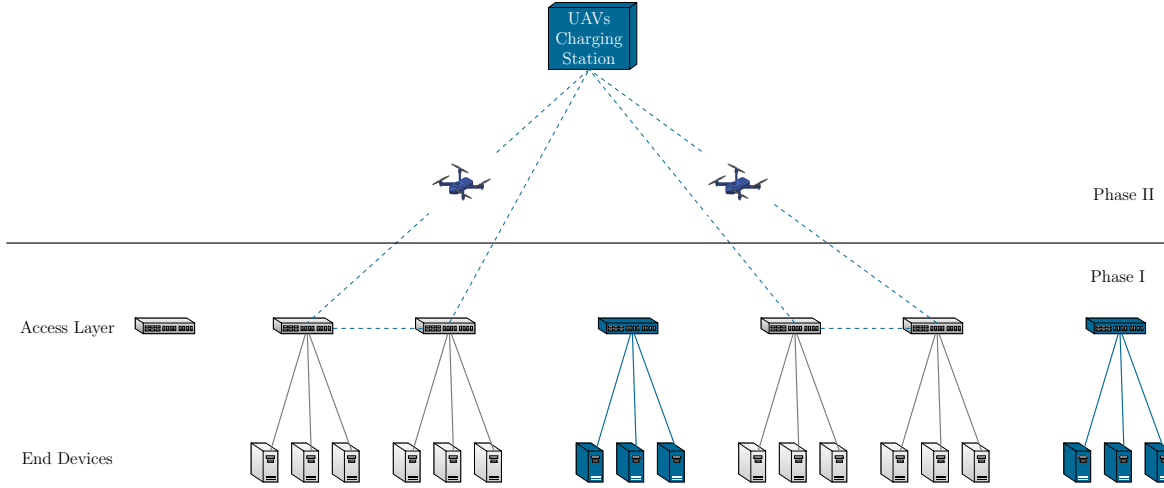 UAVs
Charging
Station
Phase II
Phase I
Access Layer
End Devices